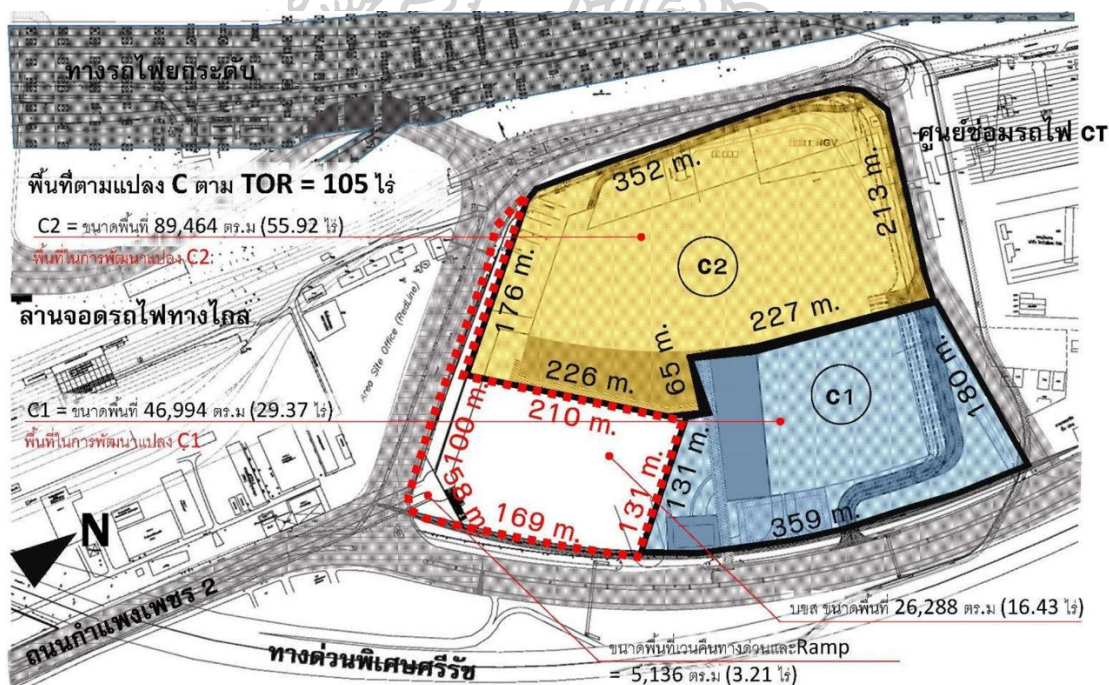 ทางรถไฟยกระดับ
ศูนย์ซ่อมรถไฟ CT
พื้นที่ตามแปลง C ตาม TOR = 105 ไร่
C2 = ขนาดพื้นที่ 89,464 ตร.ม (55.92 ไร่)
พื้นที่ในการพัฒนาแปลง C2
352 m.
NGV
213 m.
C2
176 m.
227 m.
65 m.
226 m.
ลานจอดรถไฟทางไกล
Area Site Office (RedLine)
C1 = ขนาดพื้นที่ 46,994 ตร.ม (29.37 ไร่)
พื้นที่ในการพัฒนาแปลง C1
210 m.
C1
180 m.
100 m.
58 m.
131 m.
131 m.
169 m.
359 m.
N
ถนนกำแพงเพชร 2
ทางด่วนพิเศษศรีรัช
บขส ขนาดพื้นที่ 26,288 ตร.ม (16.43 ไร่)
ขนาดพื้นที่เวนคืนทางด่วนและRamp
= 5,136 ตร.ม (3.21 ไร่)